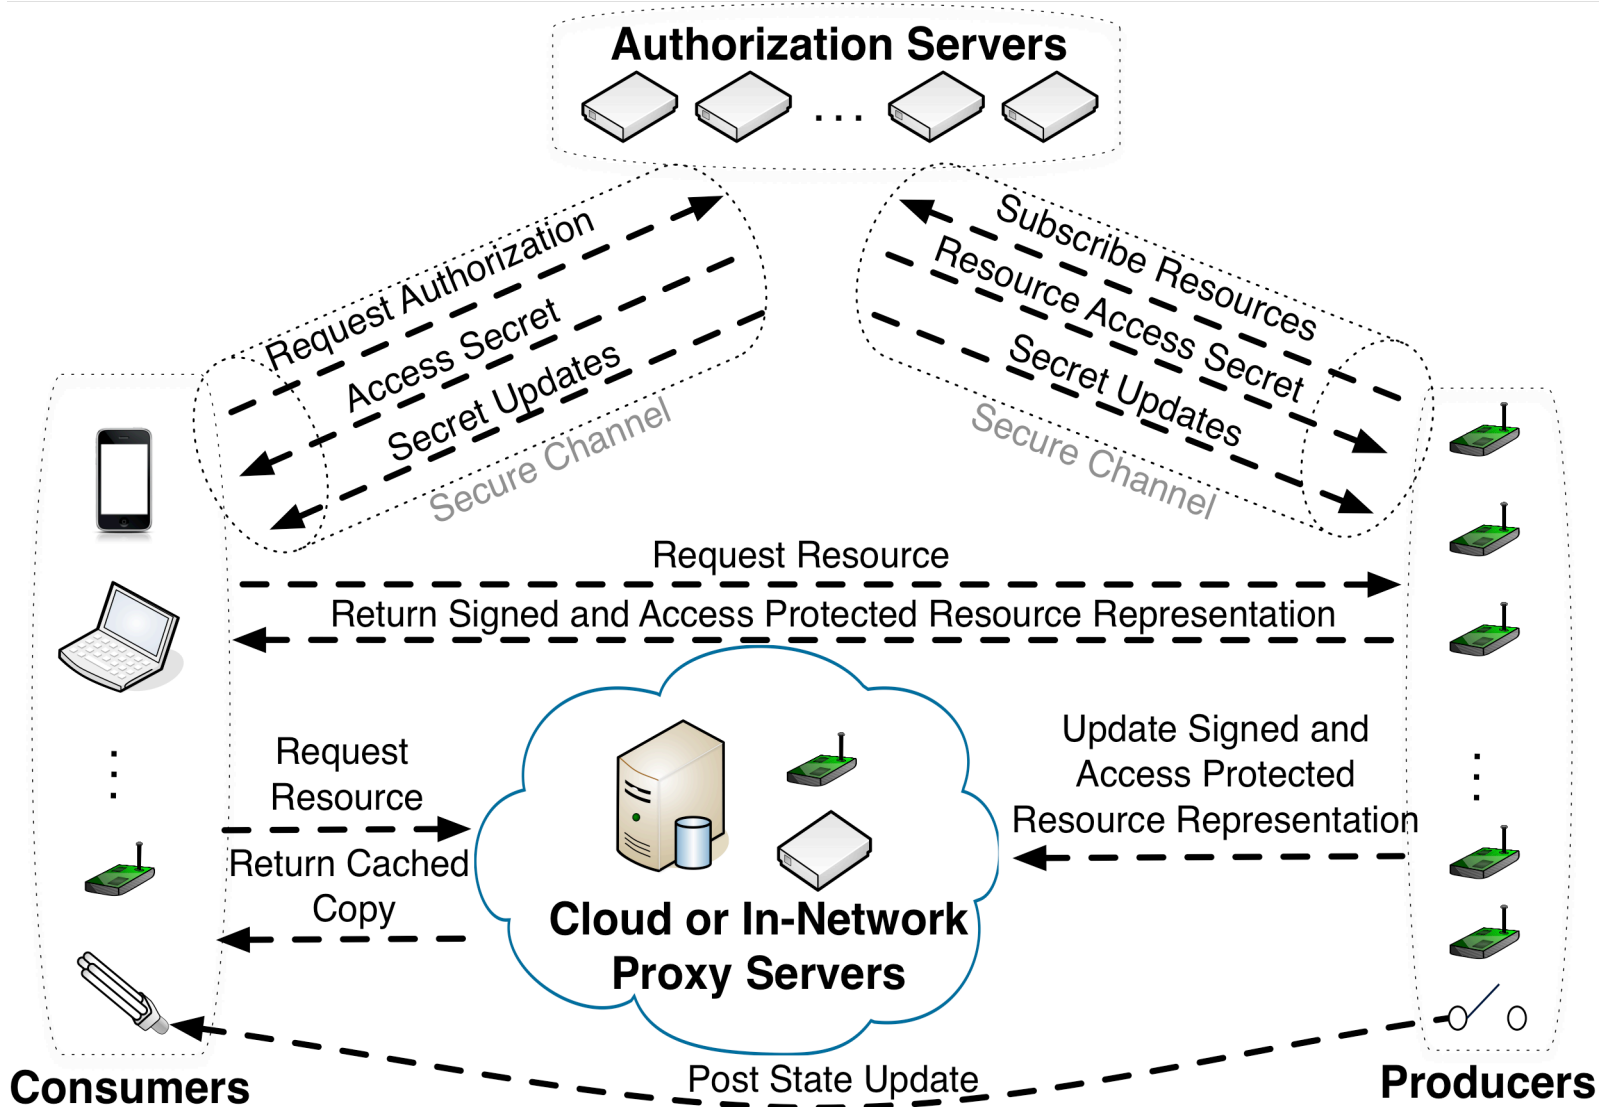 Authorization Servers
...
Request Authorization
Access Secret
Secret Updates
Secure Channel
Subscribe Resources
Resource Access Secret
Secret Updates
Secure Channel
Request Resource
Return Signed and Access Protected Resource Representation
Request
Resource
Return Cached
Copy
Update Signed and
Access Protected
Resource Representation
Cloud or In-Network
Proxy Servers
Post State Update
Consumers
Producers